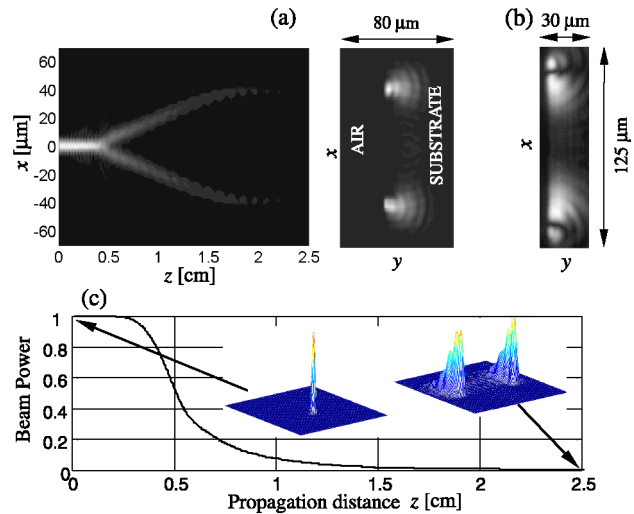 (a)
(b)
80 μm
30 μm
60
40
20
0
-20
-40
-60
x [μm]
0 0.5 1 1.5 2 2.5
z [cm]
x
AIR
SUBSTRATE
y
x
125 μm
y
(c)
1
0.8
0.6
0.4
0.2
0
Beam Power
0 0.5 1 1.5 2 2.5
Propagation distance z [cm]